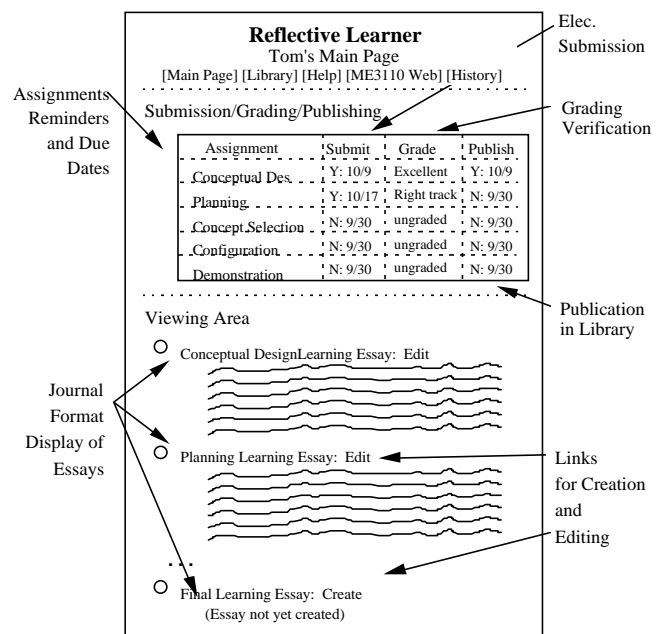 Reflective Learner
Tom's Main Page
[Main Page] [Library] [Help] [ME3110 Web] [History]
Elec.
Submission
Assignments
Reminders
and Due
Dates
Submission/Grading/Publishing
Grading
Verification
Assignment Submit Grade Publish
Conceptual Des Y: 10/9 Excellent Y: 10/9
Planning Y: 10/17 Right track N: 9/30
Concept Selection N: 9/30 ungraded N: 9/30
Configuration N: 9/30 ungraded N: 9/30
Demonstration N: 9/30 ungraded N: 9/30
Publication
in Library
Viewing Area
Conceptual DesignLearning Essay: Edit
Journal
Format
Display of
Essays
Planning Learning Essay: Edit
Links
for Creation
and
Editing
. . .
Final Learning Essay: Create
(Essay not yet created)